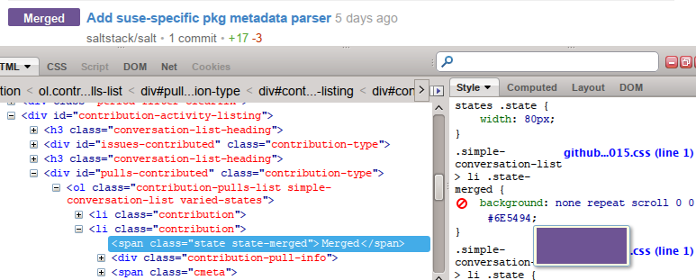 Merged Add suse-specific pkg metadata parser 5 days ago
saltstack/salt • 1 commit • +17 -3
HTML CSS Script DOM Net Cookies
Style Computed Layout DOM
ol.contr...lls-list < div#pull...ion-type < div#cont...-listing < div#cont >
<div id="contribution-activity-listing">
<h3 class="conversation-list-heading">
<div id="issues-contributed" class="contribution-type">
<h3 class="conversation-list-heading">
<div id="pulls-contributed" class="contribution-type">
<ol class="contribution-pulls-list simple-
conversation-list varied-states">
<li class="contribution">
<li class="contribution">
<span class="state state-merged">Merged</span>
<div class="contribution-pull-info">
<span class="cmeta">
states .state {
width: 80px;
}
.simple-
conversation-list
github...015.css (line 1)
> li .state-
merged {
background: none repeat scroll 0 0
#6E5494;
}
.simple-
conversation-list
.css (line 1)
> li .state {